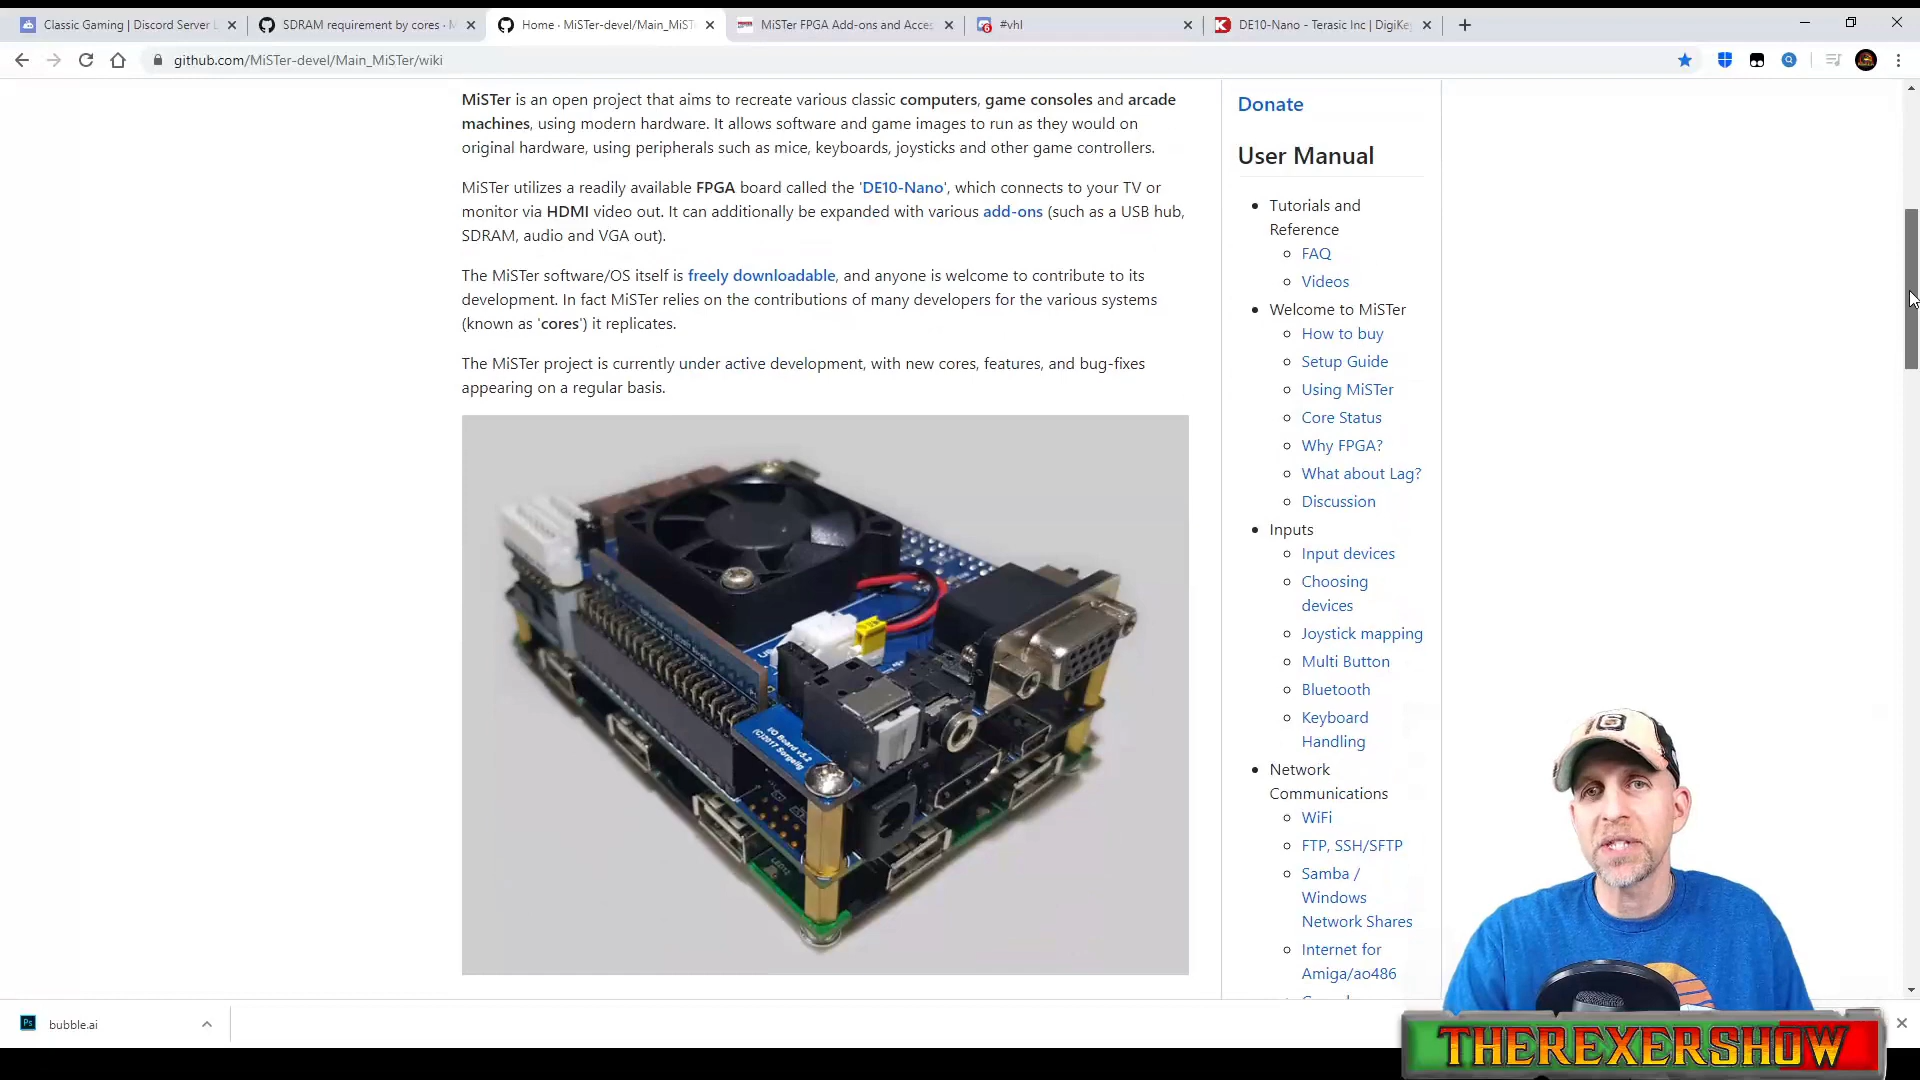 Classic Gaming | Discord Server L
SDRAM requirement by cores · M
Home · MiSTer-devel/Main_MiST
MiSTer FPGA Add-ons and Acces
#vhl
DE10-Nano - Terasic Inc | DigiKe
github.com/MiSTer-devel/Main_MiSTer/wiki
MiSTer is an open project that aims to recreate various classic computers, game consoles and arcade
machines, using modern hardware. It allows software and game images to run as they would on
original hardware, using peripherals such as mice, keyboards, joysticks and other game controllers.
MiSTer utilizes a readily available FPGA board called the 'DE10-Nano', which connects to your TV or
monitor via HDMI video out. It can additionally be expanded with various add-ons (such as a USB hub,
SDRAM, audio and VGA out).
The MiSTer software/OS itself is freely downloadable, and anyone is welcome to contribute to its
development. In fact MiSTer relies on the contributions of many developers for the various systems
(known as 'cores') it replicates.
The MiSTer project is currently under active development, with new cores, features, and bug-fixes
appearing on a regular basis.
I/O Board v5.2
(C)2017 Sorgelig
Donate
User Manual
Tutorials and
Reference
FAQ
Videos
Welcome to MiSTer
How to buy
Setup Guide
Using MiSTer
Core Status
Why FPGA?
What about Lag?
Discussion
Inputs
Input devices
Choosing
devices
Joystick mapping
Multi Button
Bluetooth
Keyboard
Handling
Network
Communications
WiFi
FTP, SSH/SFTP
Samba /
Windows
Network Shares
Internet for
Amiga/ao486
Ps
bubble.ai
THEREXERSHOW